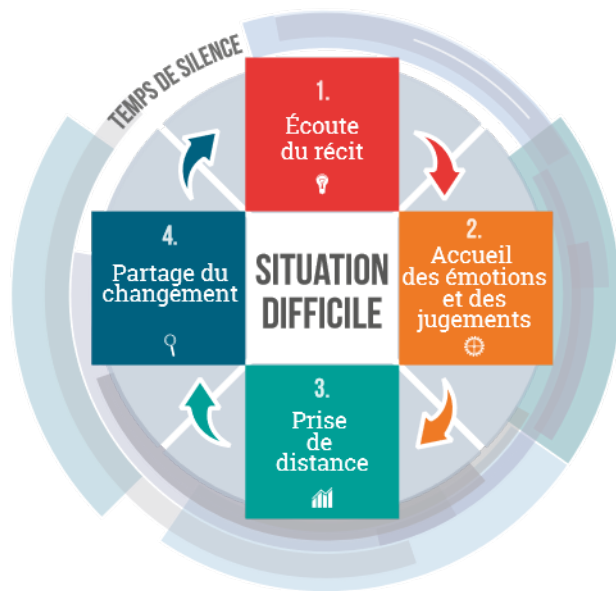 TEMPS DE SILENCE
1.
Écoute
du récit
2.
Accueil
des émotions
et des
jugements
SITUATION
DIFFICILE
4.
Partage du
changement
3.
Prise
de
distance